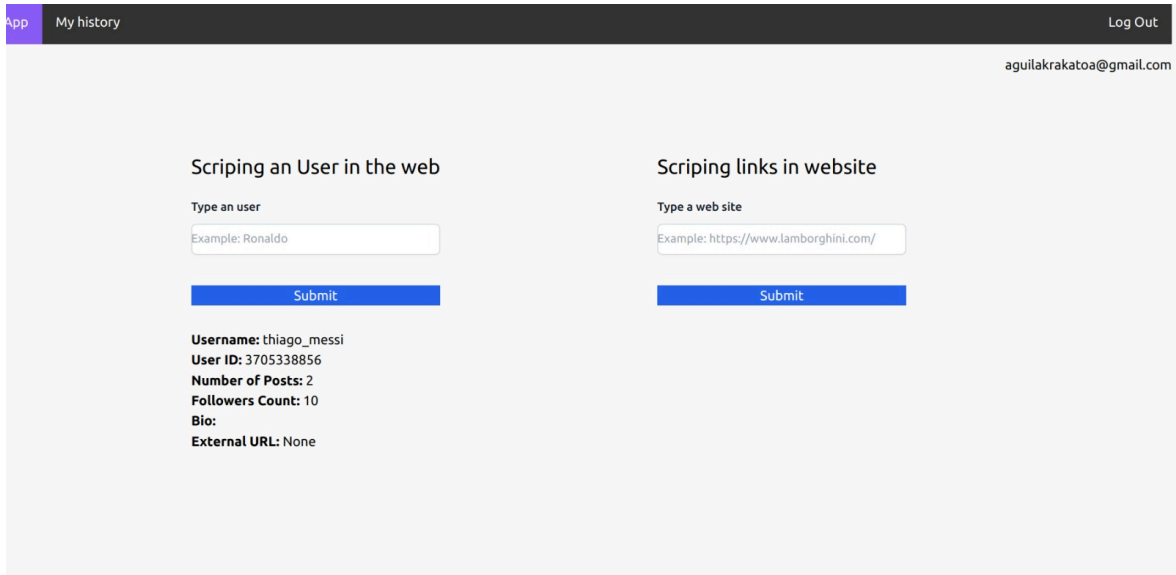 App My history Log Out
aguilakrakatoa@gmail.com
Scriping an User in the web
Type an user
Example: Ronaldo
Submit
Username: thiago_messi
User ID: 3705338856
Number of Posts: 2
Followers Count: 10
Bio:
External URL: None
Scriping links in website
Type a web site
Example: https://www.lamborghini.com/
Submit